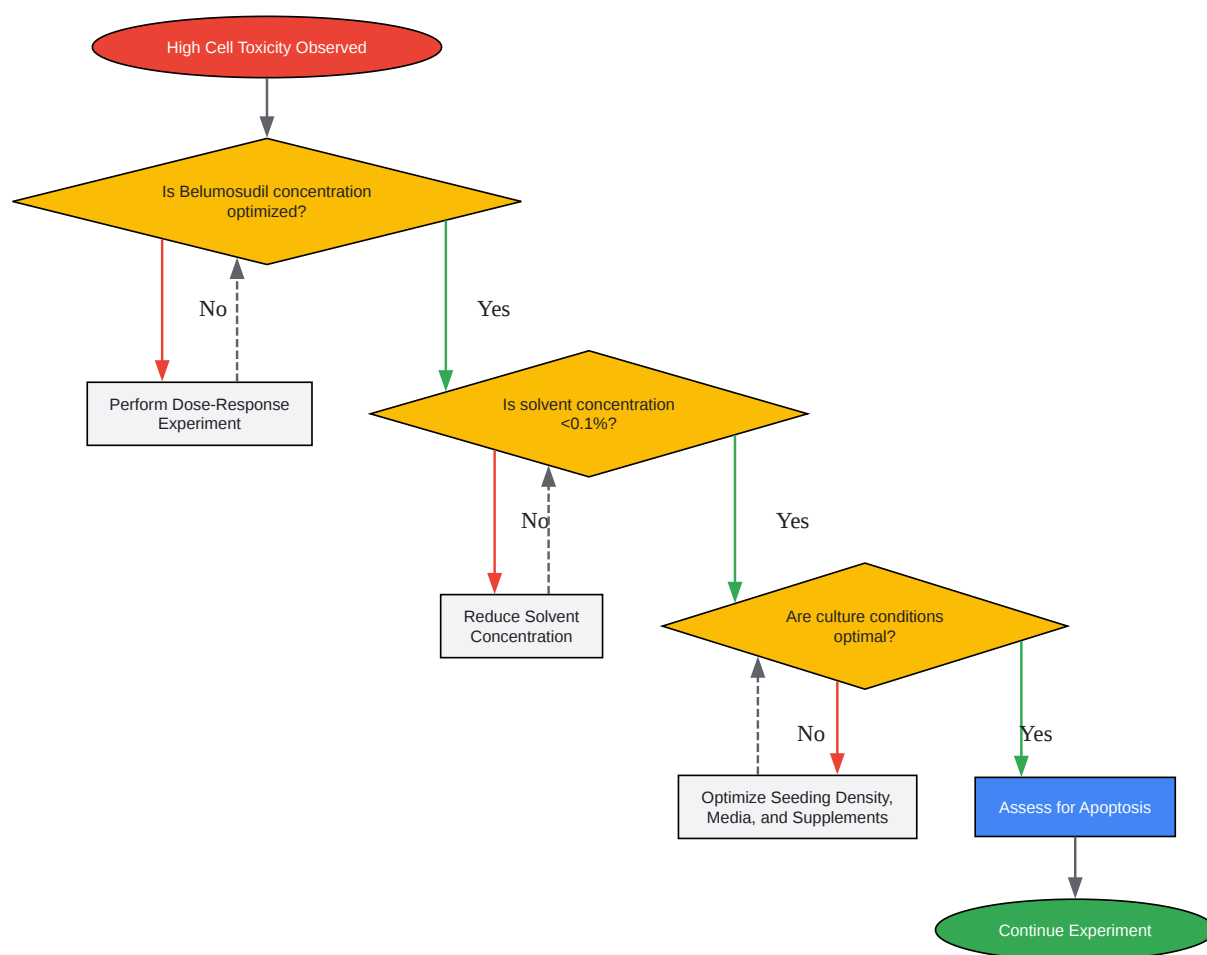 High Cell Toxicity Observed
Is Belumosudil concentration
optimized?
No
Yes
Perform Dose-Response
Experiment
Is solvent concentration
<0.1%?
No
Yes
Reduce Solvent
Concentration
Are culture conditions
optimal?
No
Yes
Optimize Seeding Density,
Media, and Supplements
Assess for Apoptosis
Continue Experiment